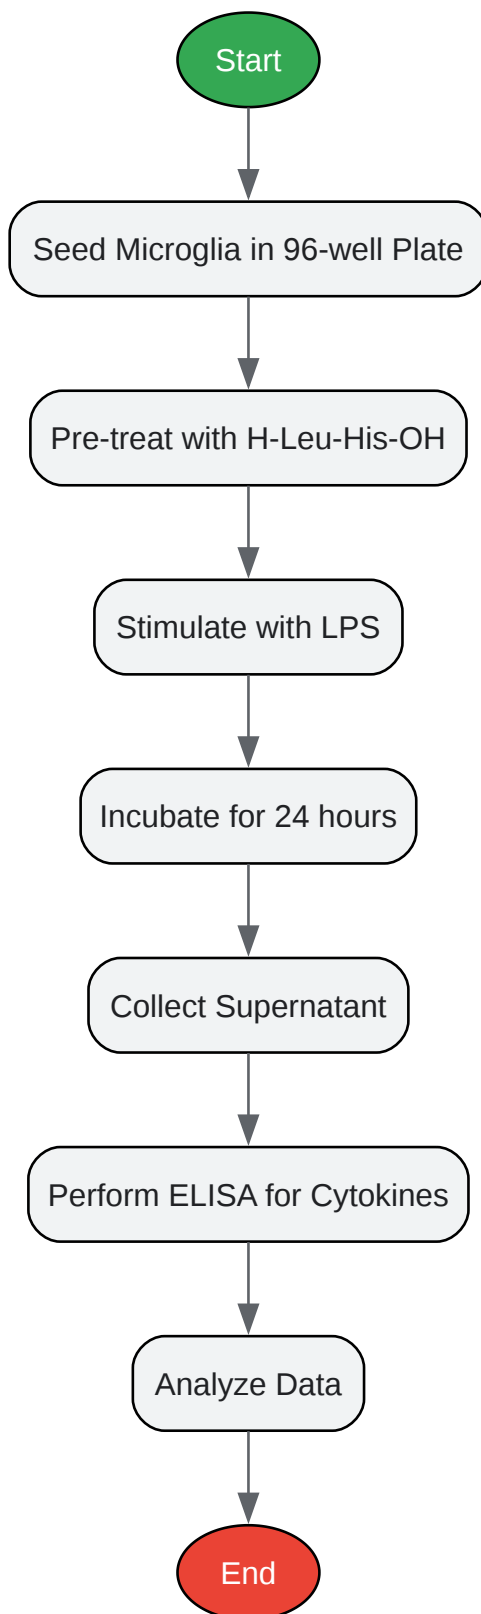 Start
Seed Microglia in 96-well Plate
Pre-treat with H-Leu-His-OH
Stimulate with LPS
Incubate for 24 hours
Collect Supernatant
Perform ELISA for Cytokines
Analyze Data
End